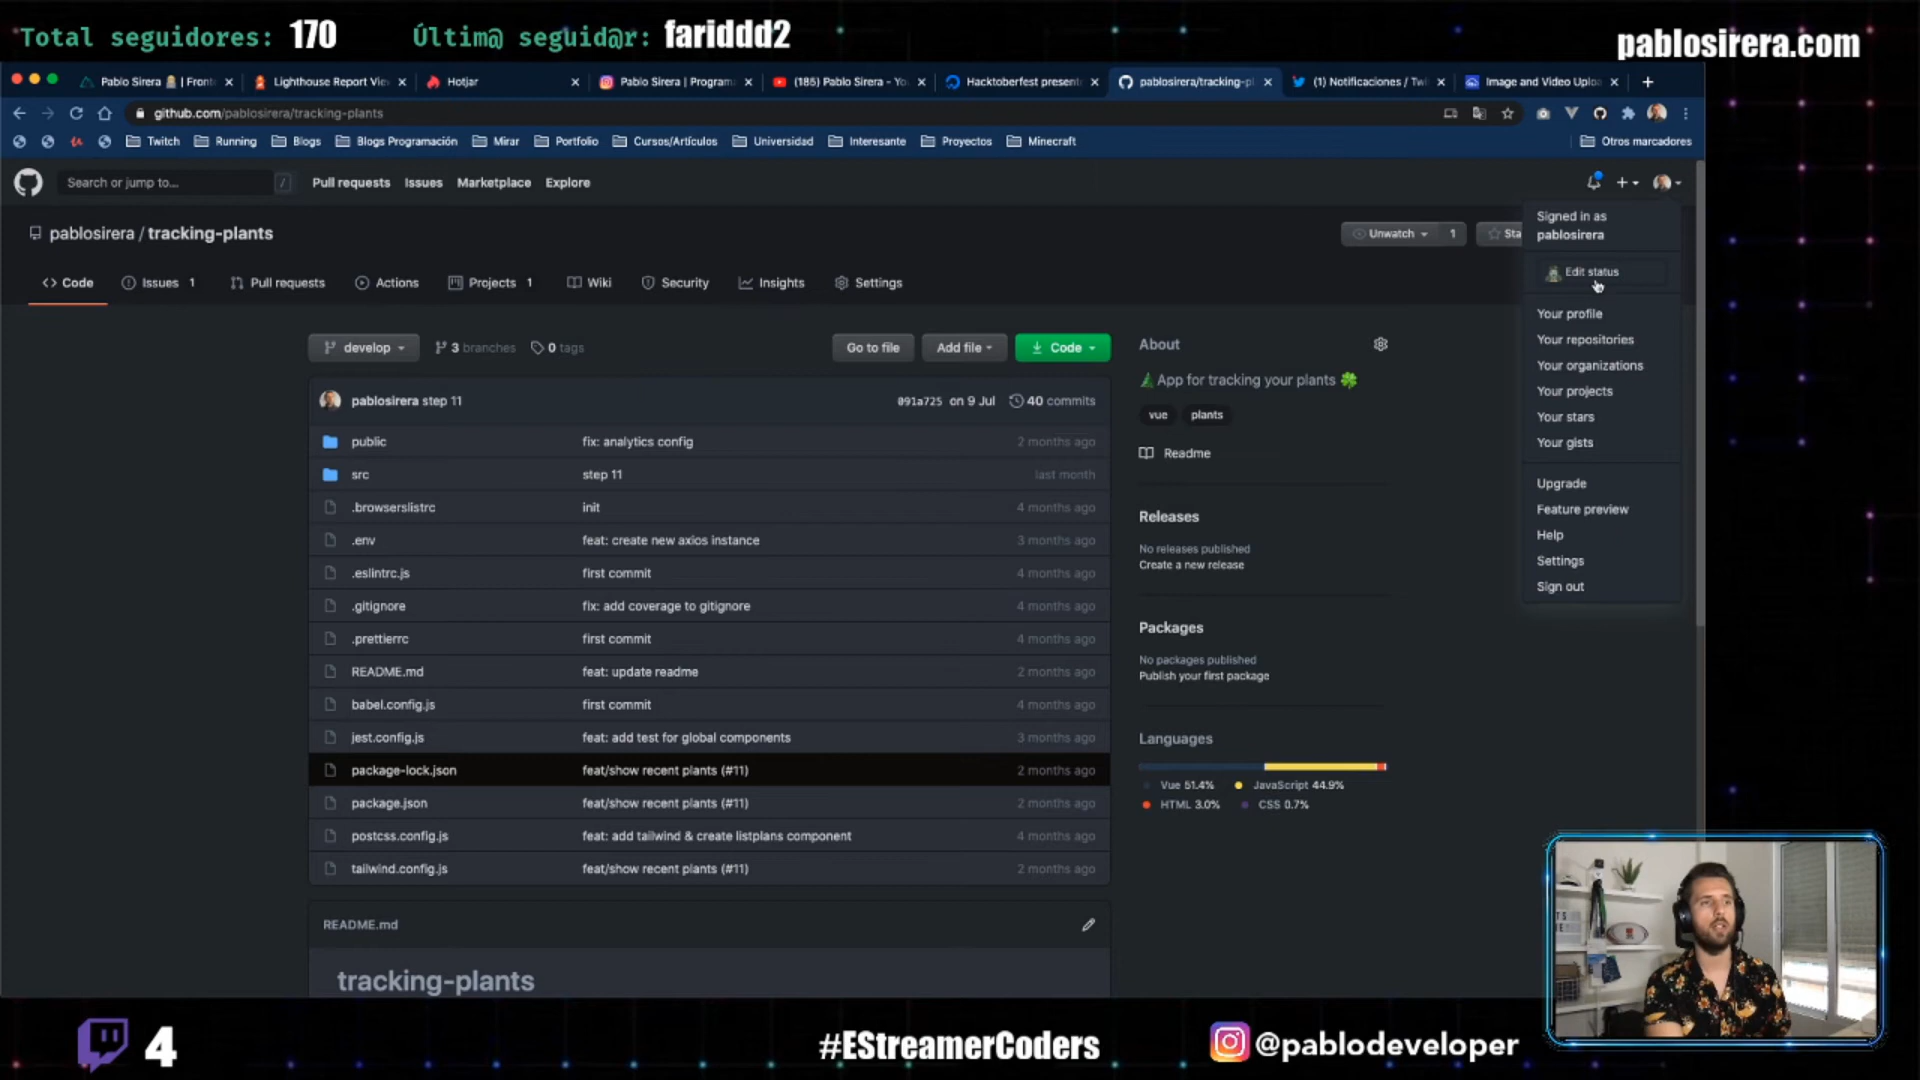 Total seguidores: 170
Últim@ seguid@r: fariddd2
pablosirera.com
Pablo Sirera | Fronte
Lighthouse Report Vie
Hotjar
Pablo Sirera | Program
(185) Pablo Sirera - Yo
Hacktoberfest present
pablosirera/tracking-pl
(1) Notificaciones / Twi
Image and Video Uploa
github.com/pablosirera/tracking-plants
Twitch
Running
Blogs
Blogs Programación
Mirar
Portfolio
Cursos/Artículos
Universidad
Interesante
Proyectos
Minecraft
Otros marcadores
Search or jump to...
/
Pull requests
Issues
Marketplace
Explore
pablosirera / tracking-plants
Unwatch
1
Sta
Code
Issues 1
Pull requests
Actions
Projects 1
Wiki
Security
Insights
Settings
Signed in as
pablosirera
Edit status
Your profile
Your repositories
Your organizations
Your projects
Your stars
Your gists
Upgrade
Feature preview
Help
Settings
Sign out
develop
3 branches
0 tags
Go to file
Add file
Code
pablosirera step 11
091a725 on 9 Jul
40 commits
public
fix: analytics config
2 months ago
src
step 11
last month
.browserslistrc
init
4 months ago
.env
feat: create new axios instance
3 months ago
.eslintrc.js
first commit
4 months ago
.gitignore
fix: add coverage to gitignore
4 months ago
.prettierrc
first commit
4 months ago
README.md
feat: update readme
2 months ago
babel.config.js
first commit
4 months ago
jest.config.js
feat: add test for global components
3 months ago
package-lock.json
feat/show recent plants (#11)
2 months ago
package.json
feat/show recent plants (#11)
2 months ago
postcss.config.js
feat: add tailwind & create listplans component
4 months ago
tailwind.config.js
feat/show recent plants (#11)
2 months ago
About
App for tracking your plants
vue
plants
Readme
Releases
No releases published
Create a new release
Packages
No packages published
Publish your first package
Languages
Vue 51.4%
JavaScript 44.9%
HTML 3.0%
CSS 0.7%
README.md
tracking-plants
4
#EStreamerCoders
@pablodeveloper